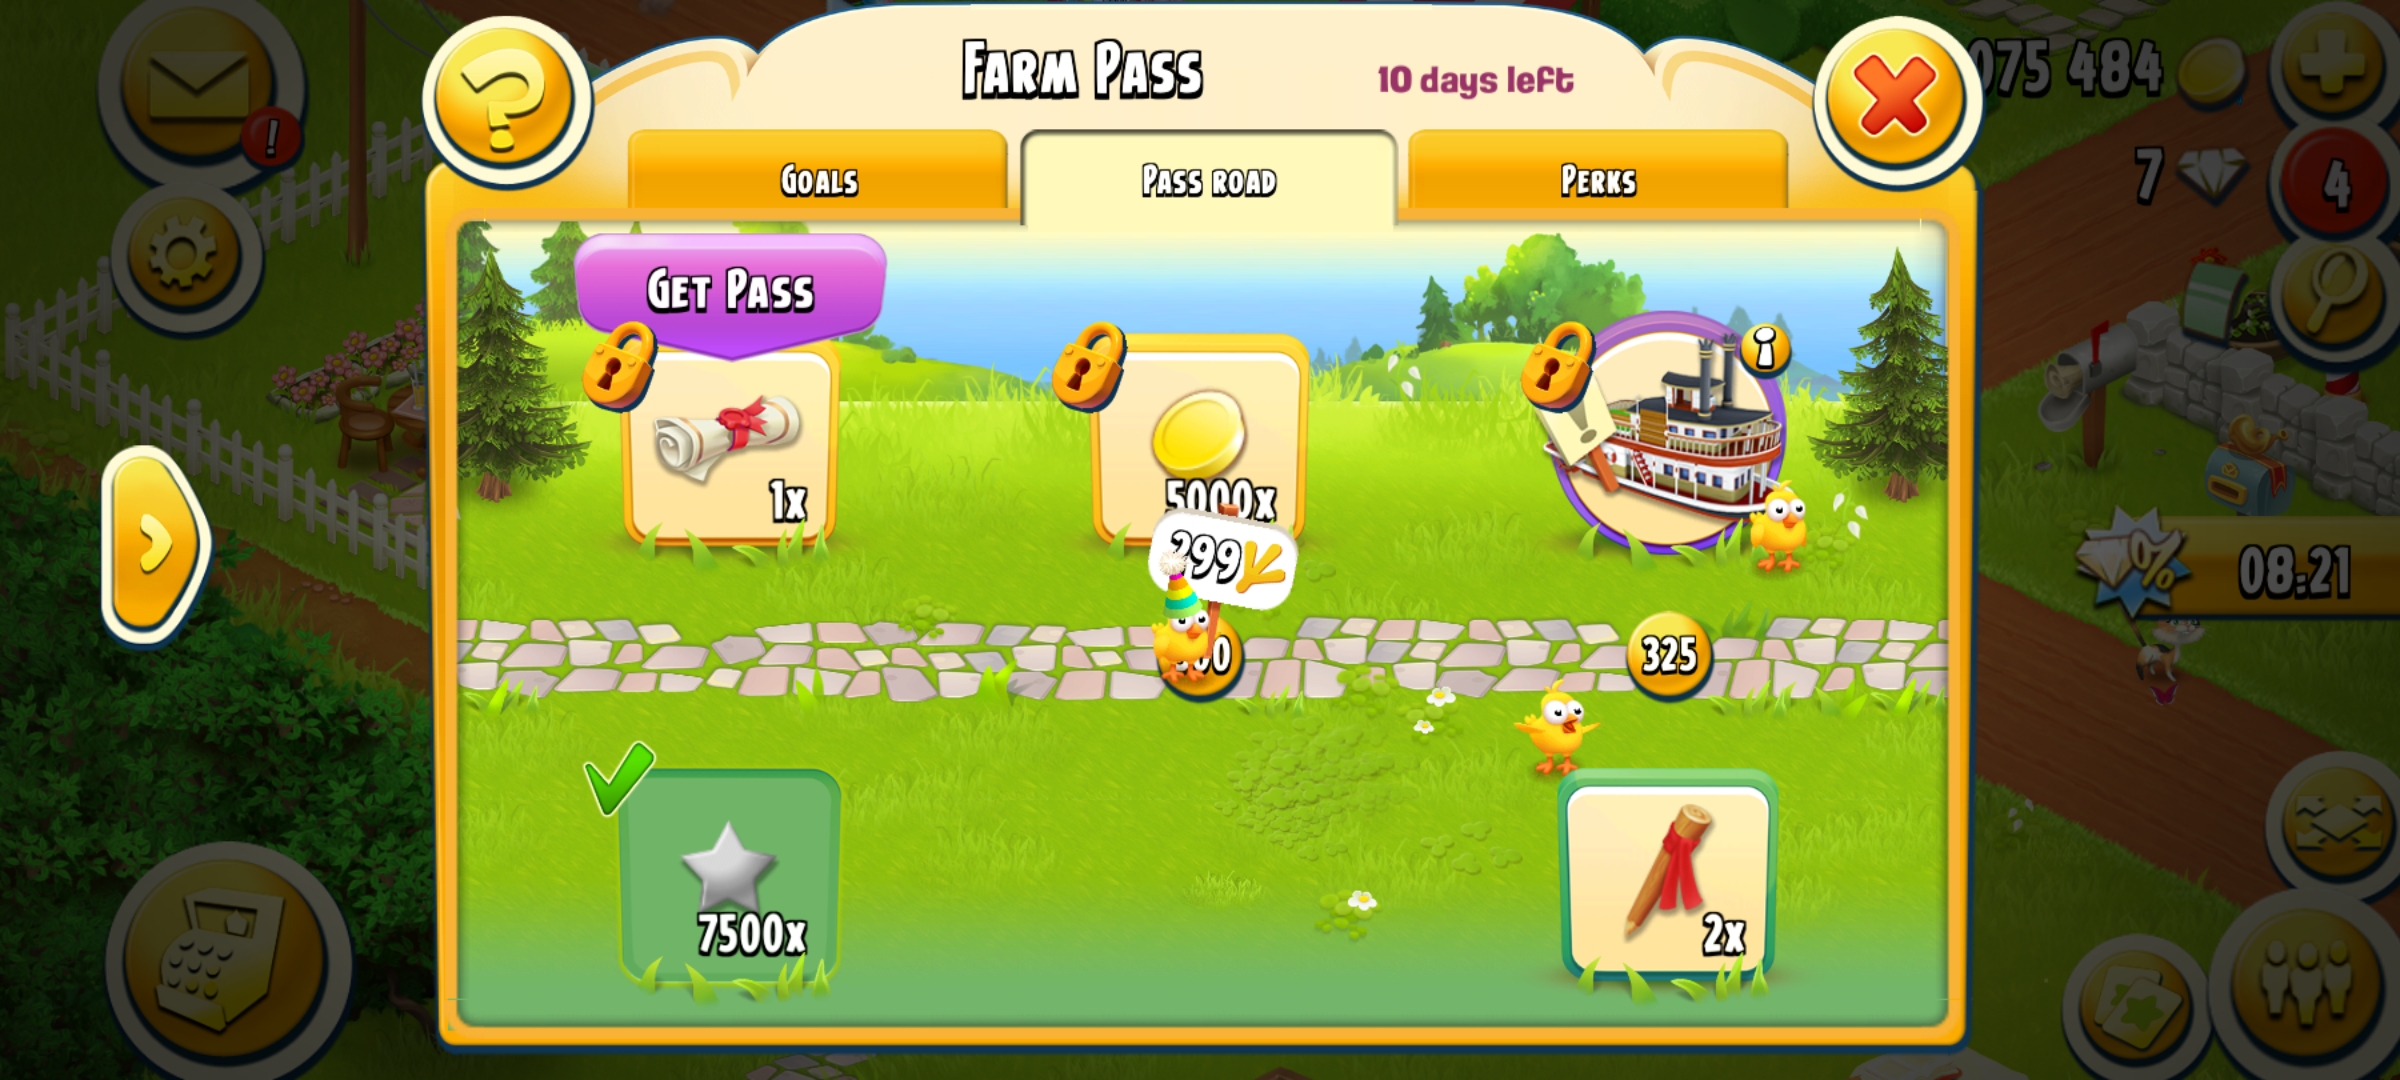 FARM PASS
10 days left
075 484
7
4
GOALS
PASS ROAD
PERKS
GET PASS
1x
5000x
299
325
%
08:21
7500x
2x